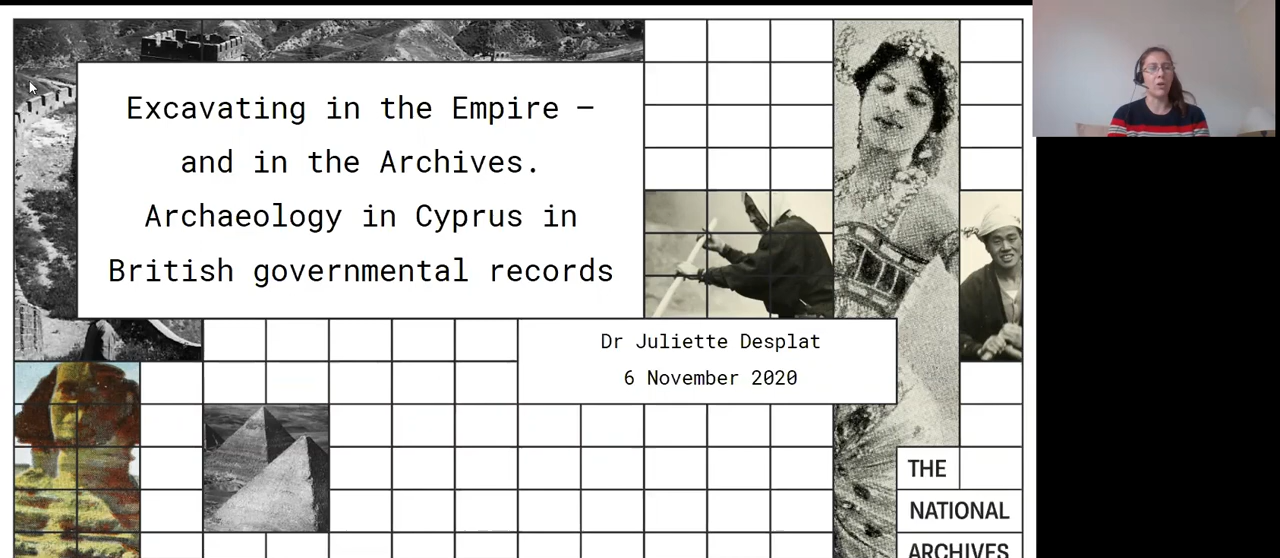 Excavating in the Empire –
and in the Archives.
Archaeology in Cyprus in
British governmental records
Dr Juliette Desplat
6 November 2020
THE
NATIONAL
ARCHIVES